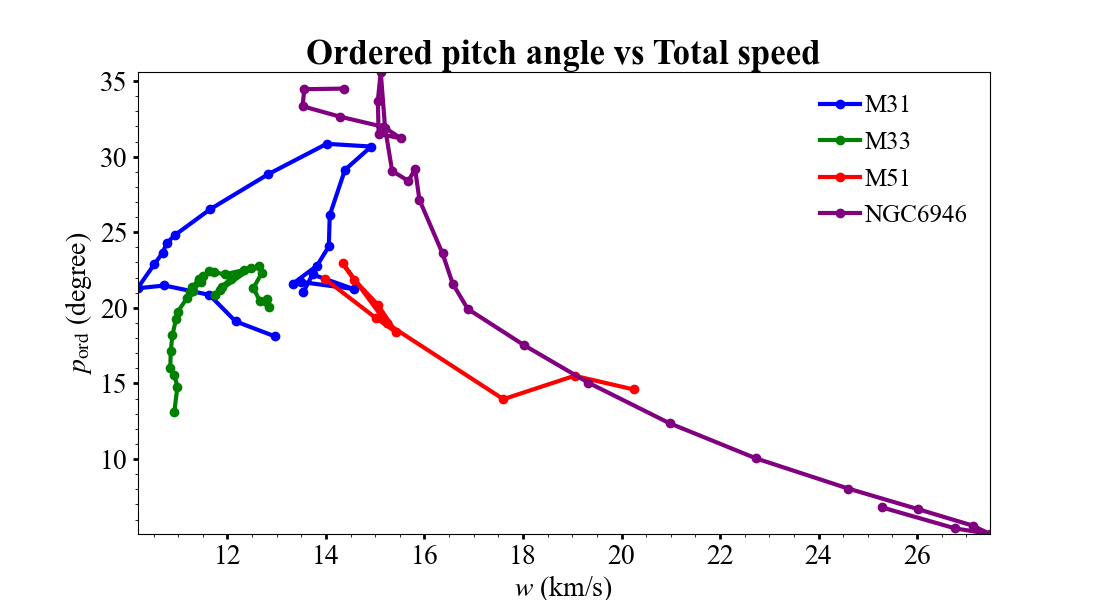 Ordered pitch angle vs Total speed
35
30
25
20
15
10
p_ord (degree)
M31
M33
M51
NGC6946
12 14 16 18 20 22 24 26
w (km/s)